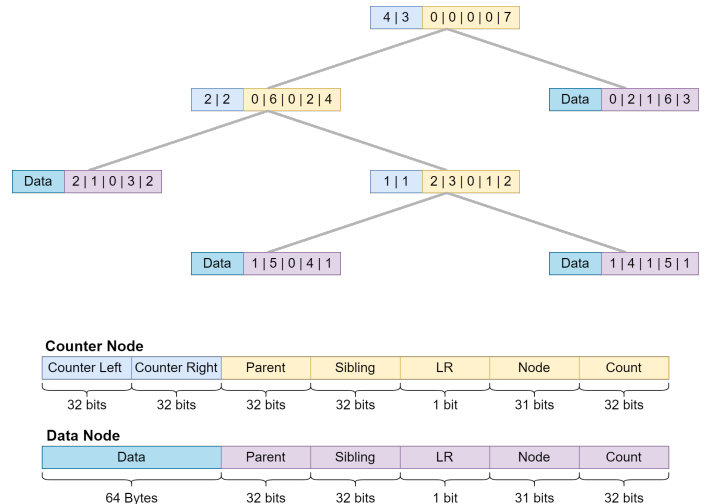 4 | 3 0 | 0 | 0 | 0 | 7
2 | 2 0 | 6 | 0 | 2 | 4
Data 0 | 2 | 1 | 6 | 3
Data 2 | 1 | 0 | 3 | 2
1 | 1 2 | 3 | 0 | 1 | 2
Data 1 | 5 | 0 | 4 | 1
Data 1 | 4 | 1 | 5 | 1
Counter Node
Counter Left Counter Right Parent Sibling LR Node Count
32 bits 32 bits 32 bits 32 bits 1 bit 31 bits 32 bits
Data Node
Data Parent Sibling LR Node Count
64 Bytes 32 bits 32 bits 1 bit 31 bits 32 bits